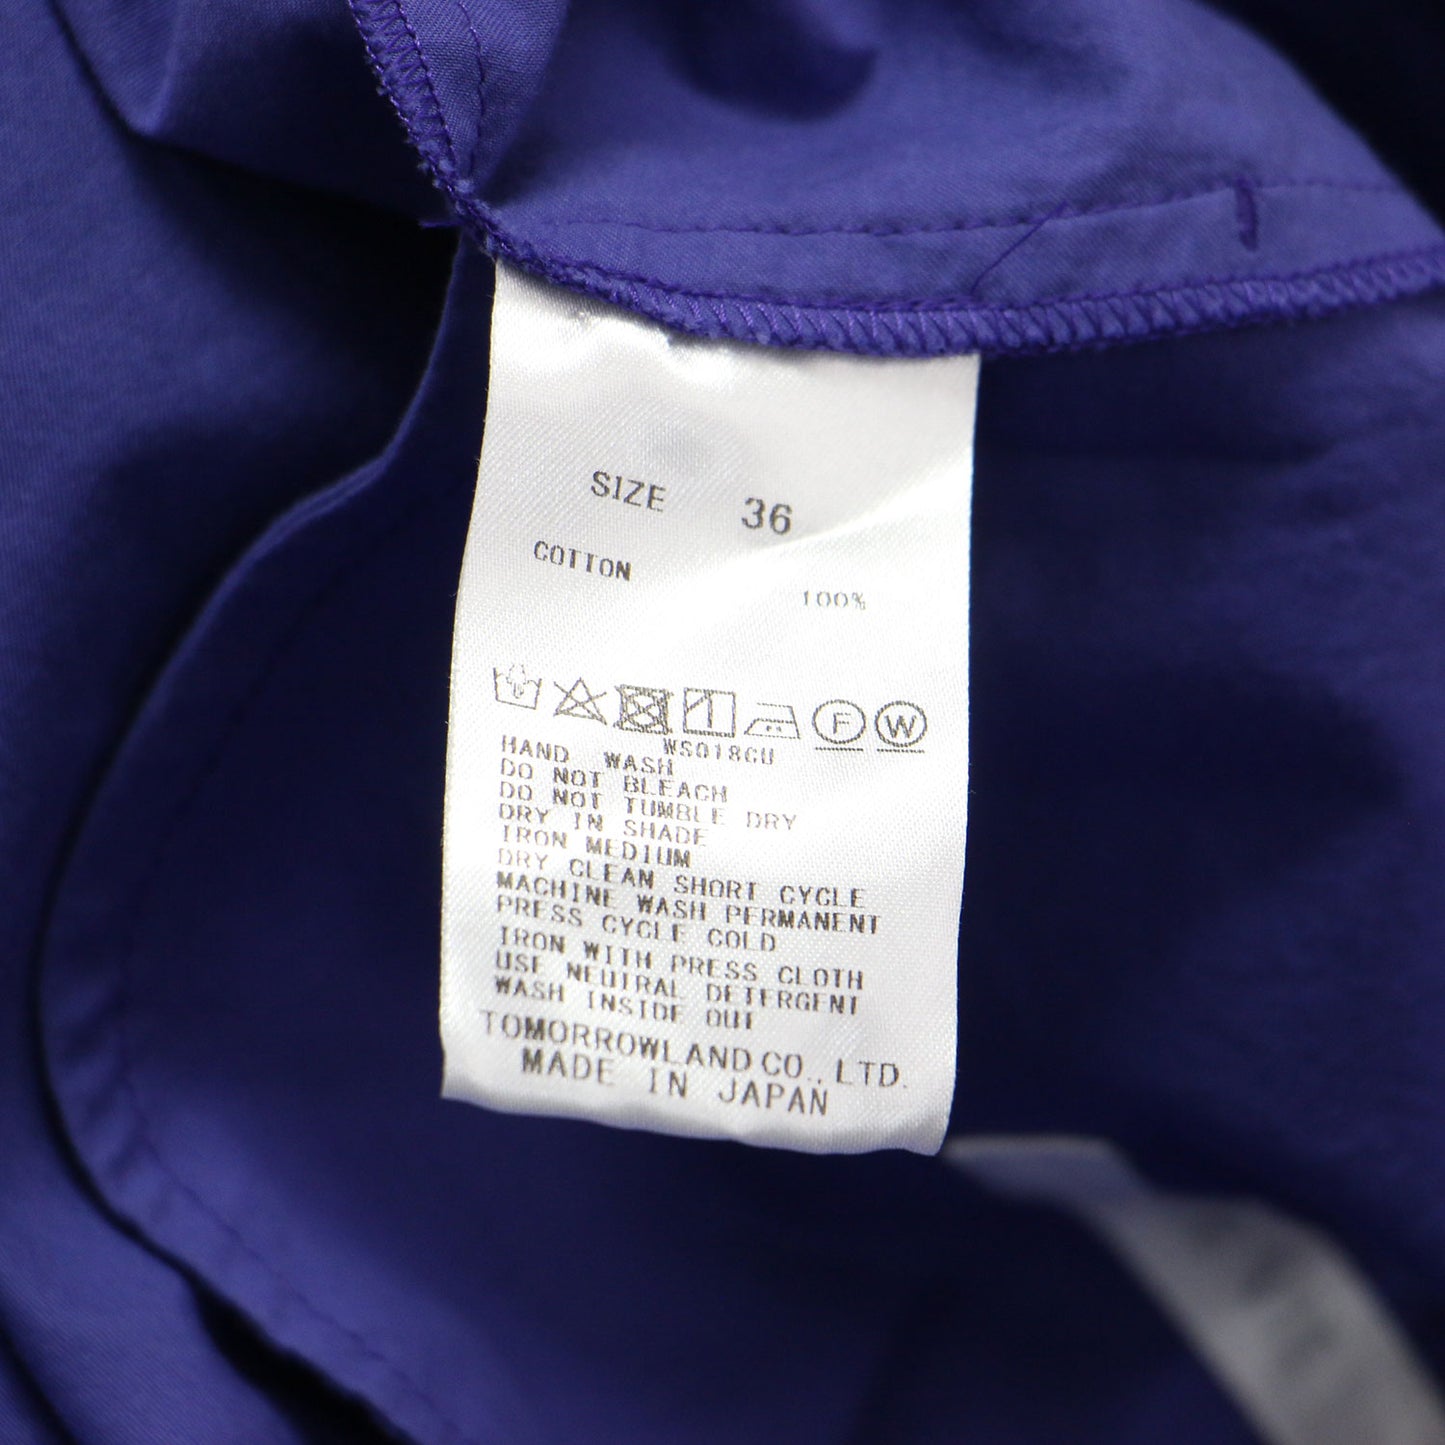 SIZE 36
COTTON 100%
F W
WS018GU
HAND WASH
DO NOT BLEACH
DO NOT TUMBLE DRY
DRY IN SHADE
IRON MEDIUM
DRY CLEAN SHORT CYCLE
MACHINE WASH PERMANENT
PRESS CYCLE COLD
IRON WITH PRESS CLOTH
USE NEUTRAL DETERGENT
WASH INSIDE OUT
TOMORROWLAND CO., LTD.
MADE IN JAPAN